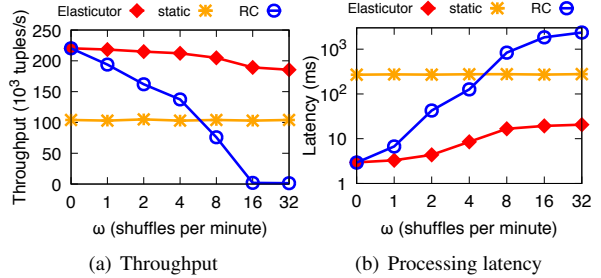 Elasticutor static RC
Throughput (10³ tuples/s)
250
200
150
100
50
0
0 1 2 4 8 16 32
ω (shuffles per minute)
(a) Throughput
Elasticutor static RC
Latency (ms)
10³
10²
10
1
0 1 2 4 8 16 32
ω (shuffles per minute)
(b) Processing latency